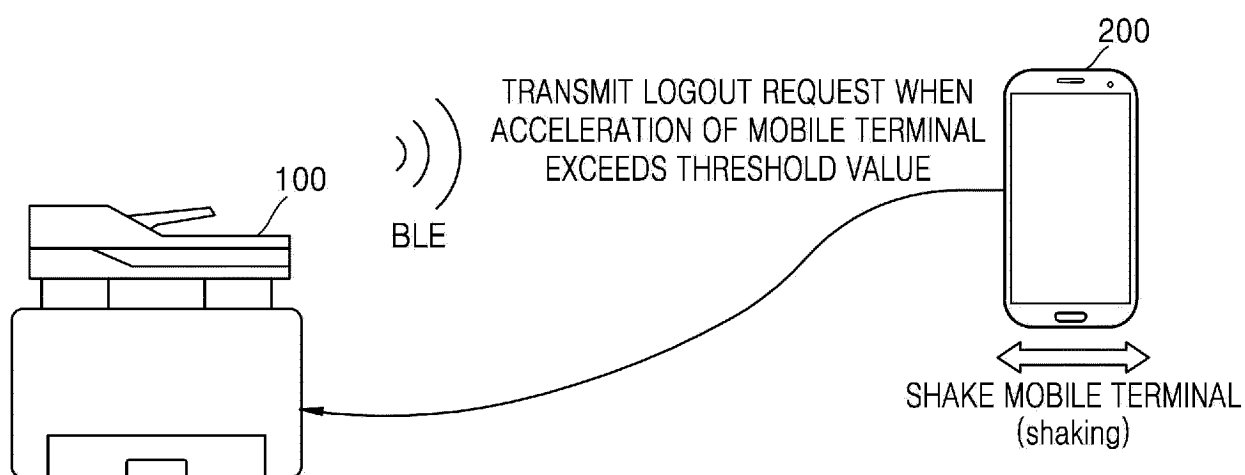 200
TRANSMIT LOGOUT REQUEST WHEN
ACCELERATION OF MOBILE TERMINAL
EXCEEDS THRESHOLD VALUE
100
BLE
SHAKE MOBILE TERMINAL
(shaking)